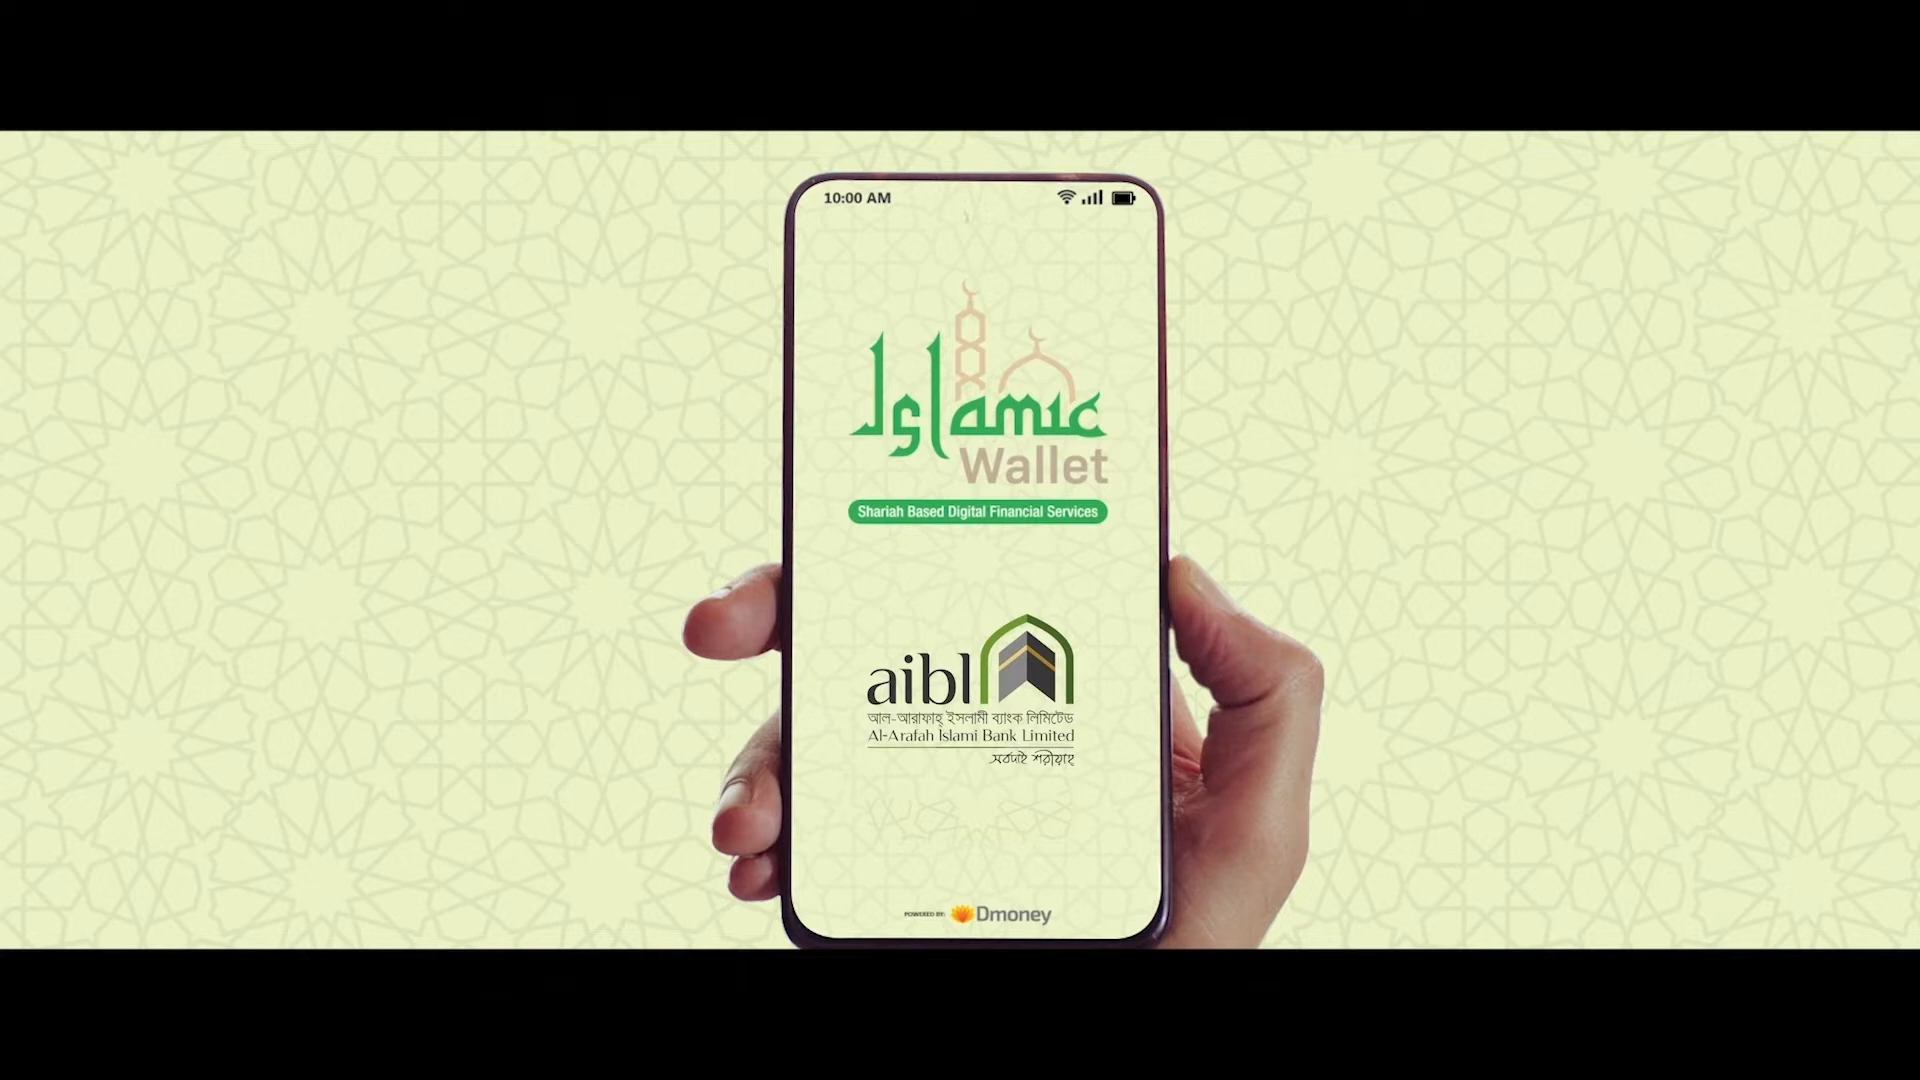 10:00 AM
Islamic
Wallet
Shariah Based Digital Financial Services
aibl
আল-আরাফাহ্ ইসলামী ব্যাংক লিমিটেড
Al-Arafah Islami Bank Limited
সর্বদাই শরীয়াহ্
POWERED BY: Dmoney